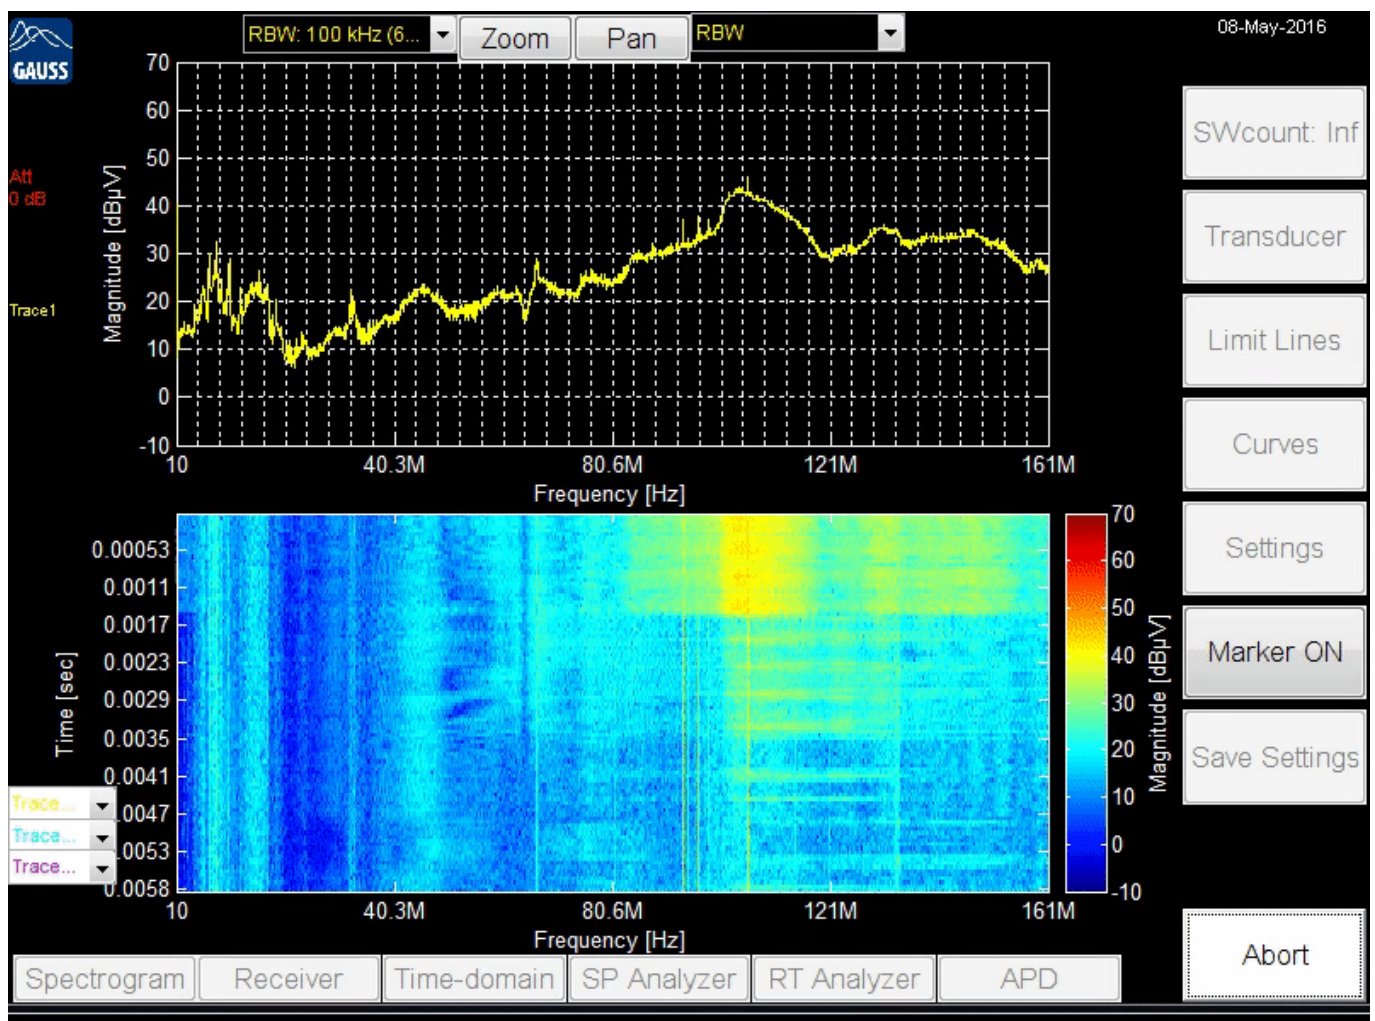 RBW: 100 kHz (6...
Zoom
Pan
RBW
08-May-2016
GAUSS
70
60
50
40
30
20
10
0
-10
Magnitude [dBµV]
Att
0 dB
Trace1
10
40.3M
80.6M
121M
161M
Frequency [Hz]
SWcount: Inf
Transducer
Limit Lines
Curves
Settings
Marker ON
Save Settings
Abort
0.00053
0.0011
0.0017
0.0023
0.0029
0.0035
0.0041
.0047
.0053
0.0058
Time [sec]
Trace...
Trace...
Trace...
70
60
50
40
30
20
10
0
-10
Magnitude [dBµV]
10
40.3M
80.6M
121M
161M
Frequency [Hz]
Spectrogram
Receiver
Time-domain
SP Analyzer
RT Analyzer
APD